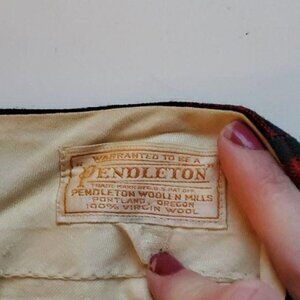 WARRANTED TO BE A
"PENDLETON"
TRADE MARK REG. U.S. PAT. OFF.
PENDLETON WOOLEN MILLS
PORTLAND, OREGON
100% VIRGIN WOOL